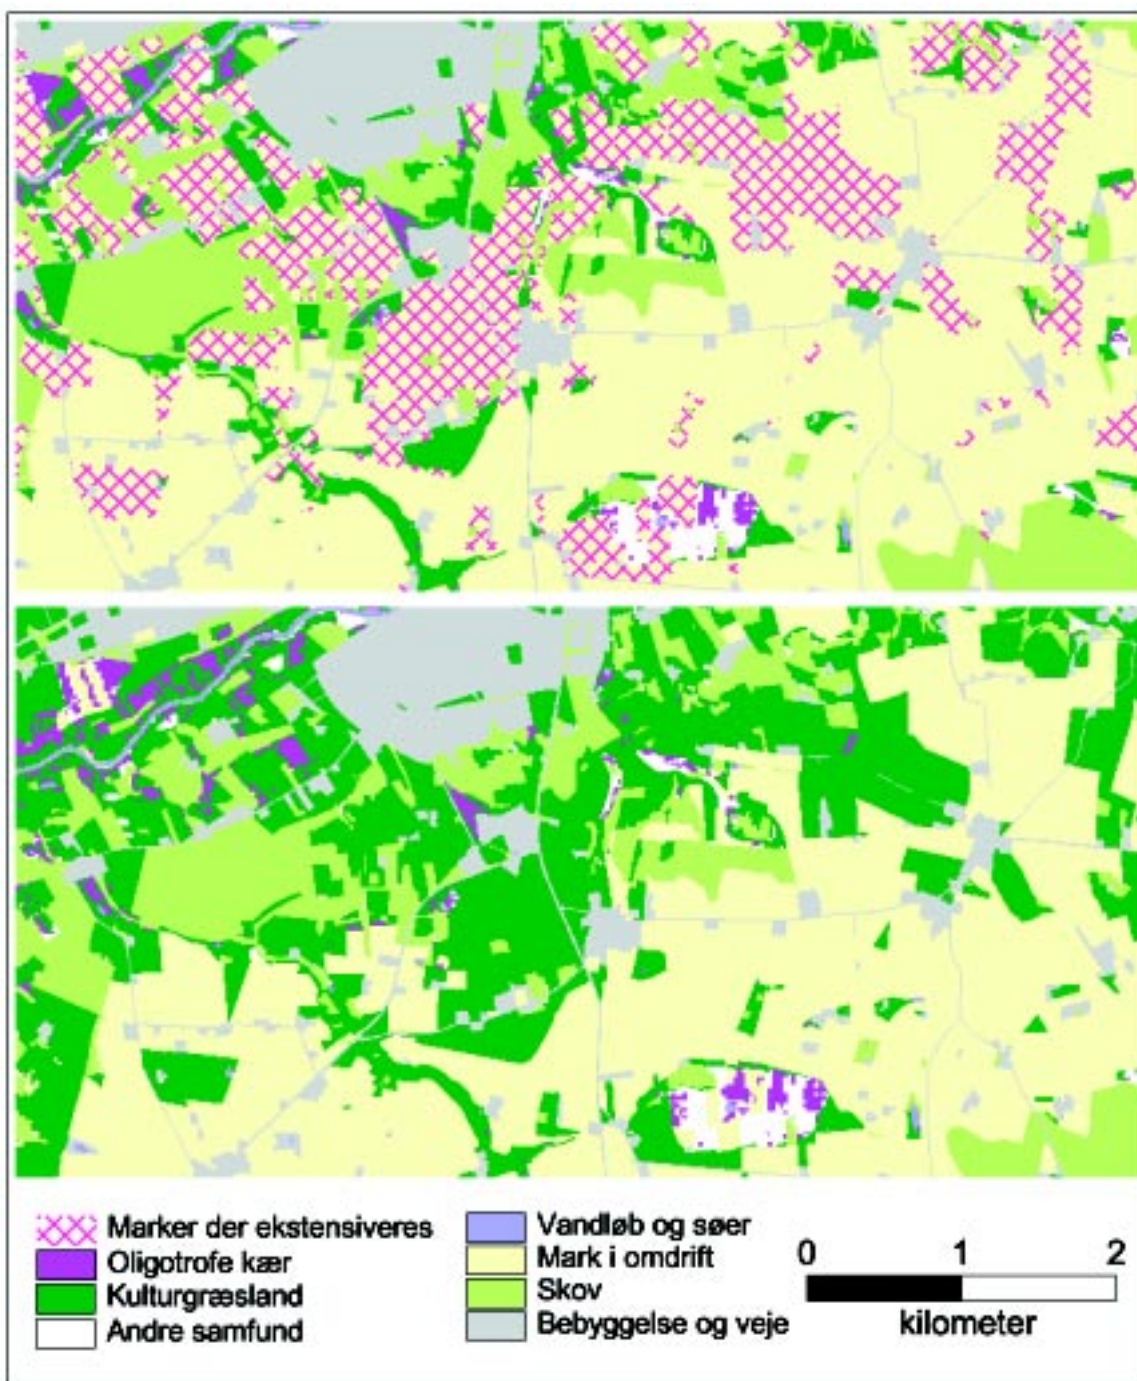 Marker der ekstensiveres
Oligotrofe kær
Kulturgræsland
Andre samfund
Vandløb og søer
Mark i omdrift
Skov
Bebyggelse og veje
0 1 2
kilometer